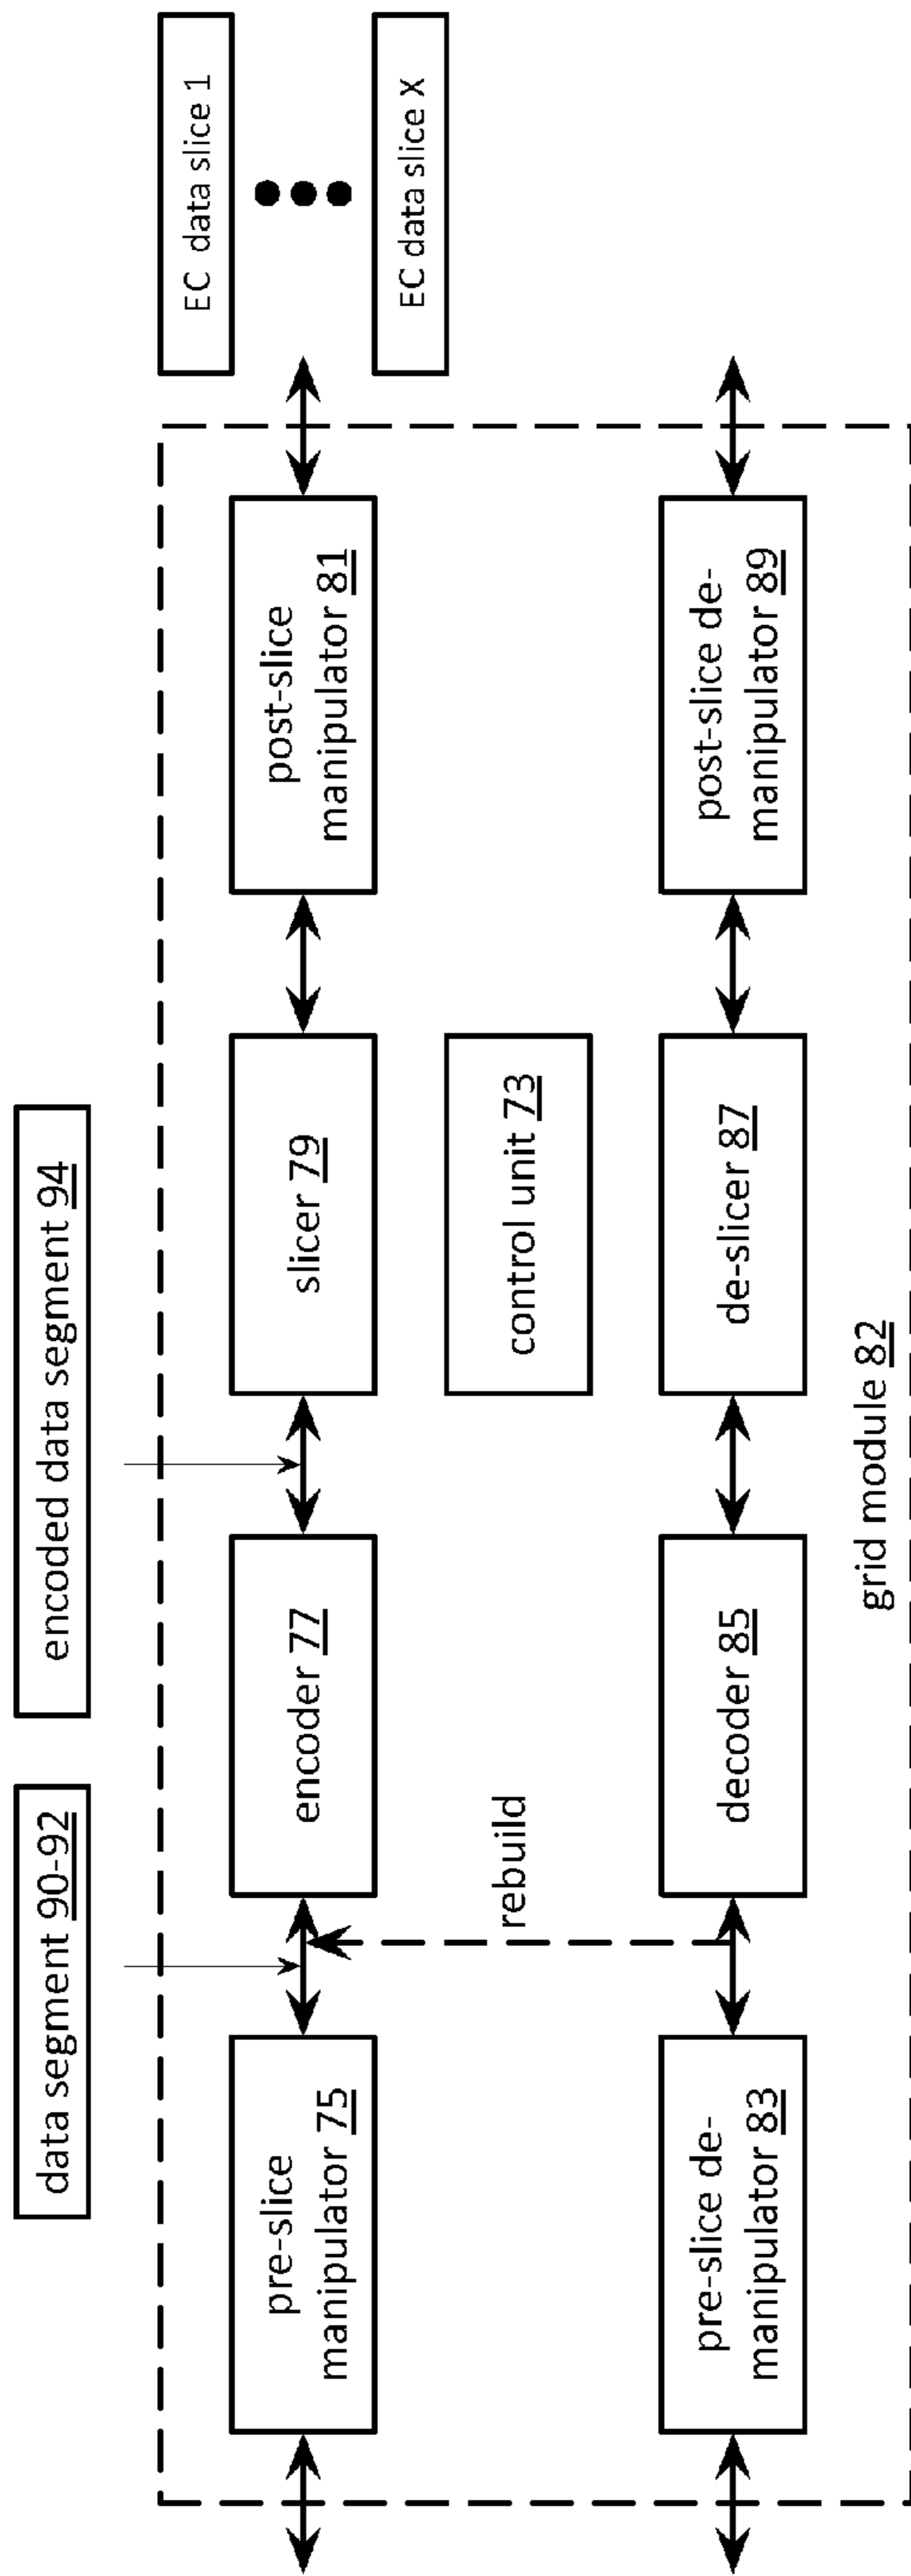 data segment 90-92
encoded data segment 94
pre-slice
manipulator 75
encoder 77
slicer 79
post-slice
manipulator 81
EC data slice 1
EC data slice X
rebuild
control unit 73
pre-slice de-
manipulator 83
decoder 85
de-slicer 87
post-slice de-
manipulator 89
grid module 82